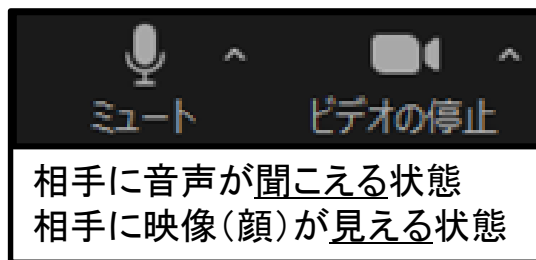 ミュート ビデオの停止
相手に音声が聞こえる状態
相手に映像(顔)が見える状態